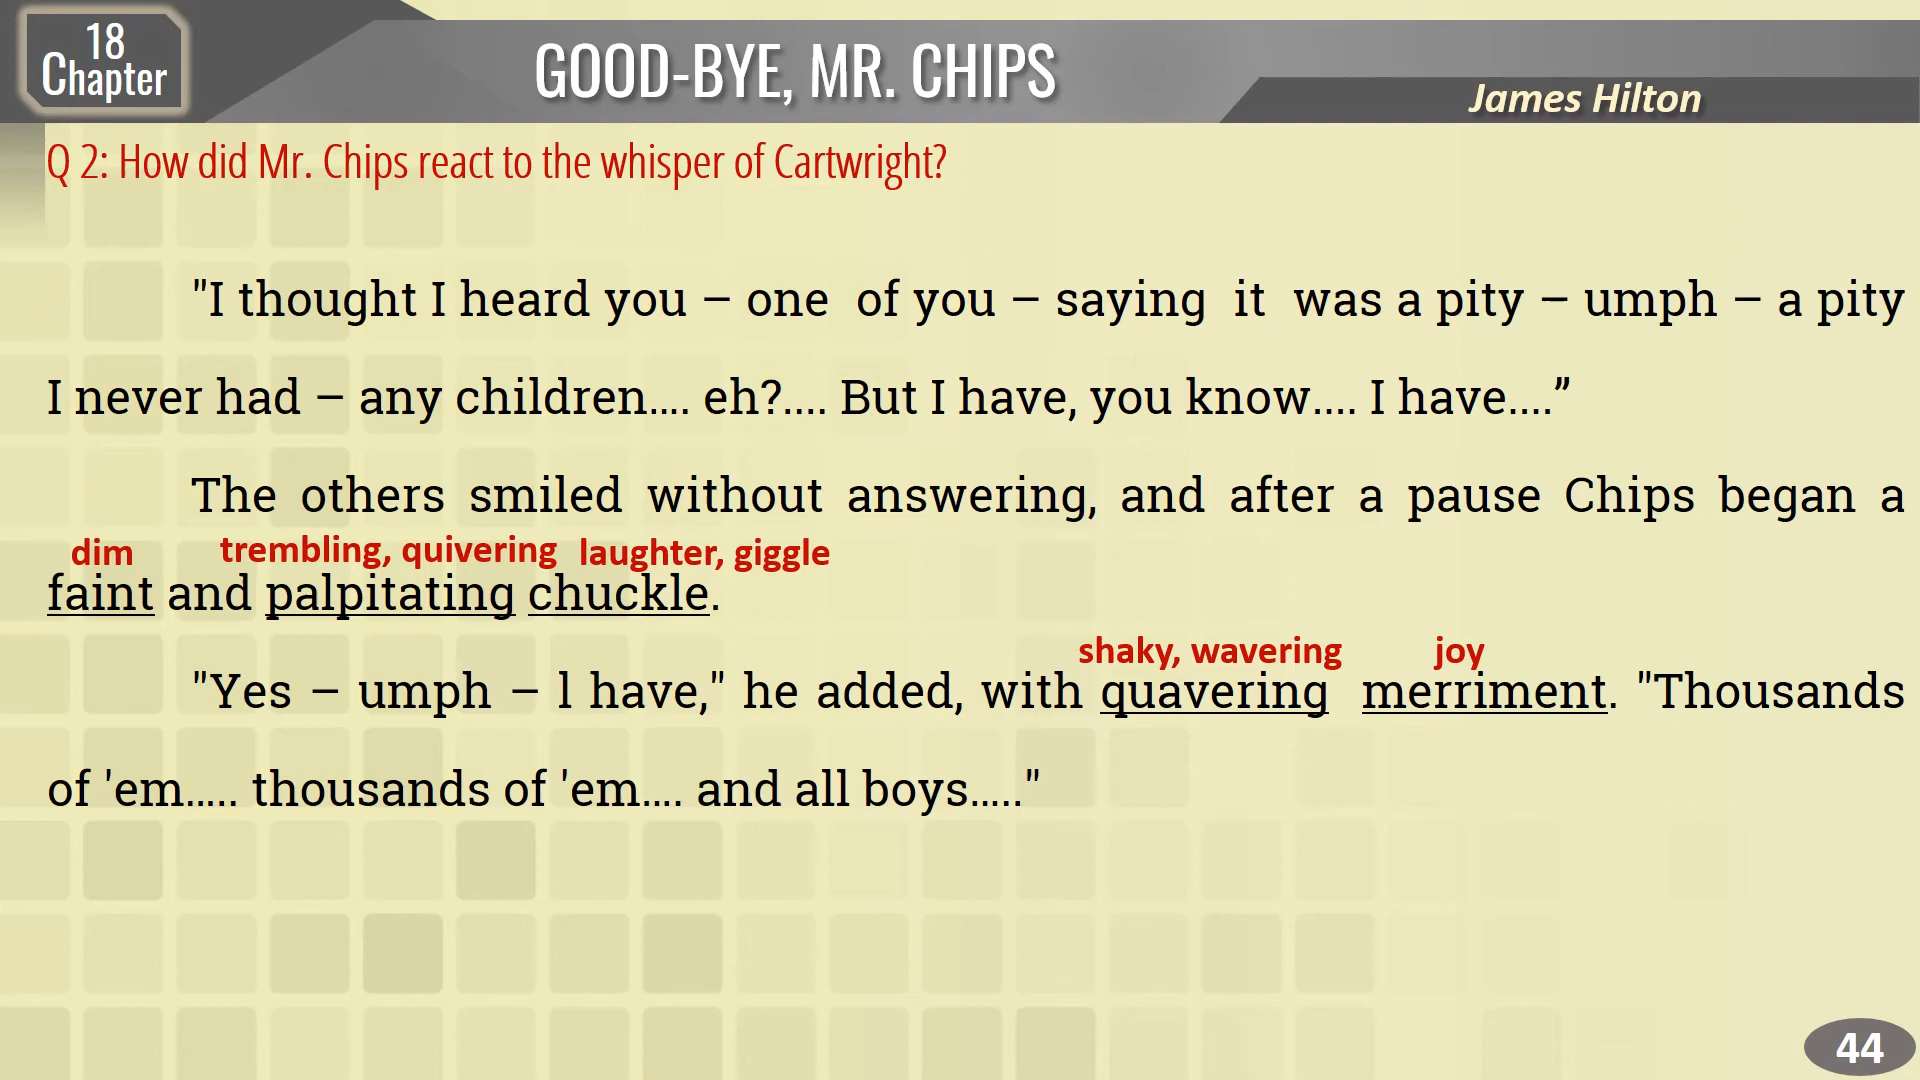 18
Chapter
GOOD-BYE, MR. CHIPS
James Hilton
Q 2: How did Mr. Chips react to the whisper of Cartwright?
"I thought I heard you – one of you – saying it was a pity – umph – a pity
I never had – any children.... eh?.... But I have, you know.... I have....”
The others smiled without answering, and after a pause Chips began a
dim trembling, quivering laughter, giggle
faint and palpitating chuckle.
shaky, wavering joy
"Yes – umph – l have," he added, with quavering merriment. "Thousands
of 'em..... thousands of 'em.... and all boys....."
44